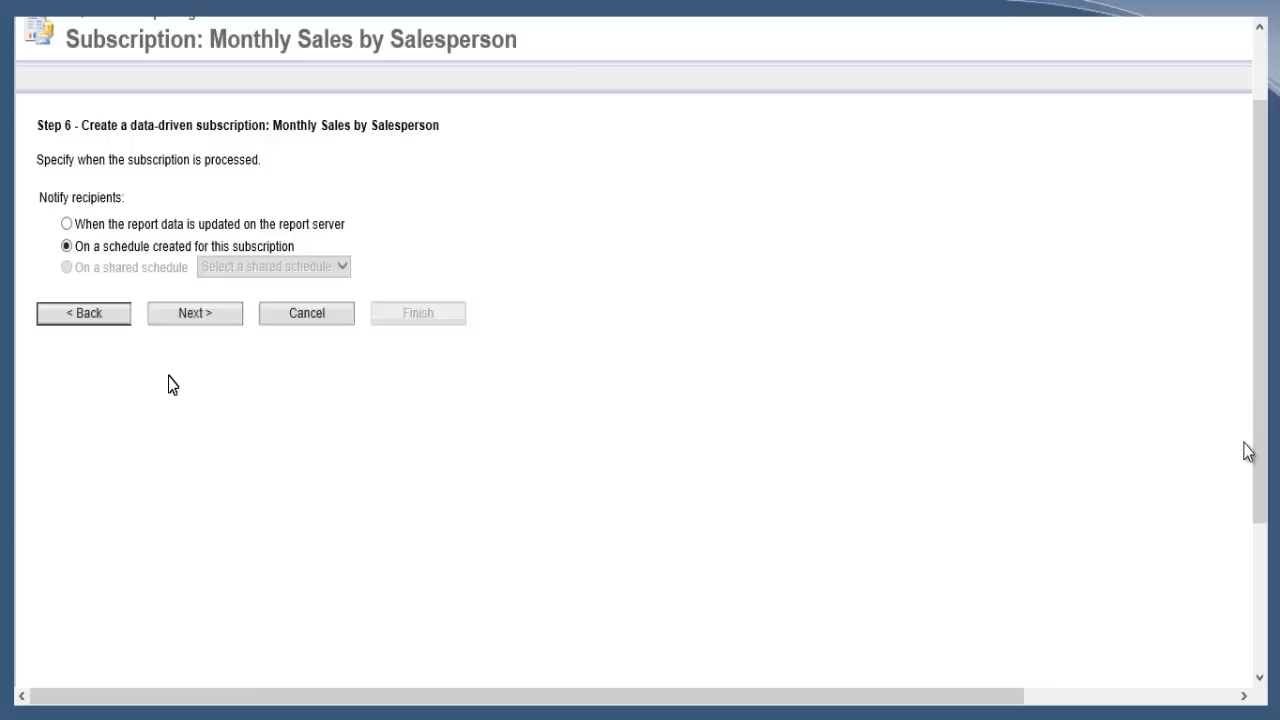 Subscription: Monthly Sales by Salesperson
Step 6 - Create a data-driven subscription: Monthly Sales by Salesperson
Specify when the subscription is processed.
Notify recipients:
When the report data is updated on the report server
On a schedule created for this subscription
On a shared schedule Select a shared schedule
< Back Next > Cancel Finish